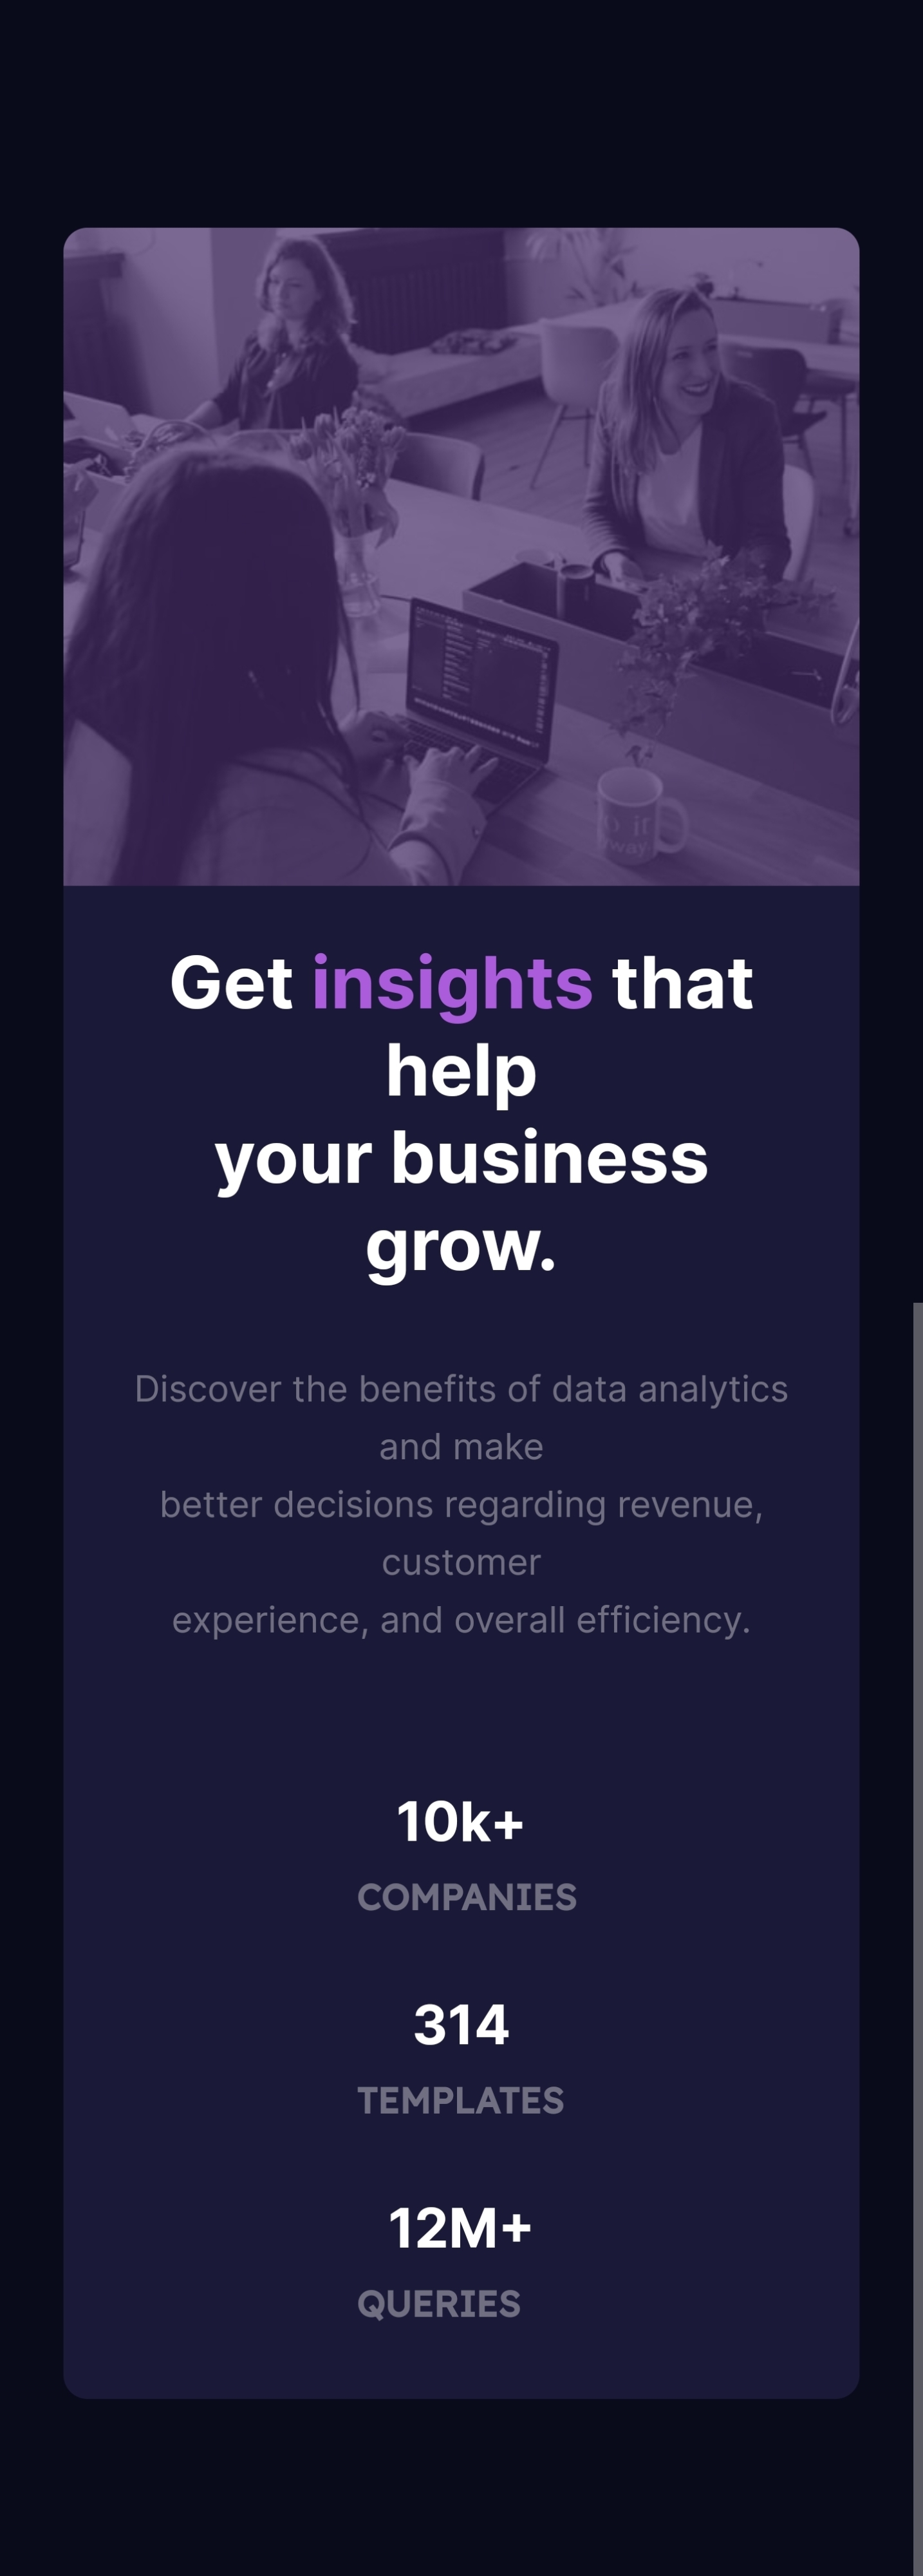 Get insights that
help
your business
grow.
Discover the benefits of data analytics
and make
better decisions regarding revenue,
customer
experience, and overall efficiency.
10k+
COMPANIES
314
TEMPLATES
12M+
QUERIES